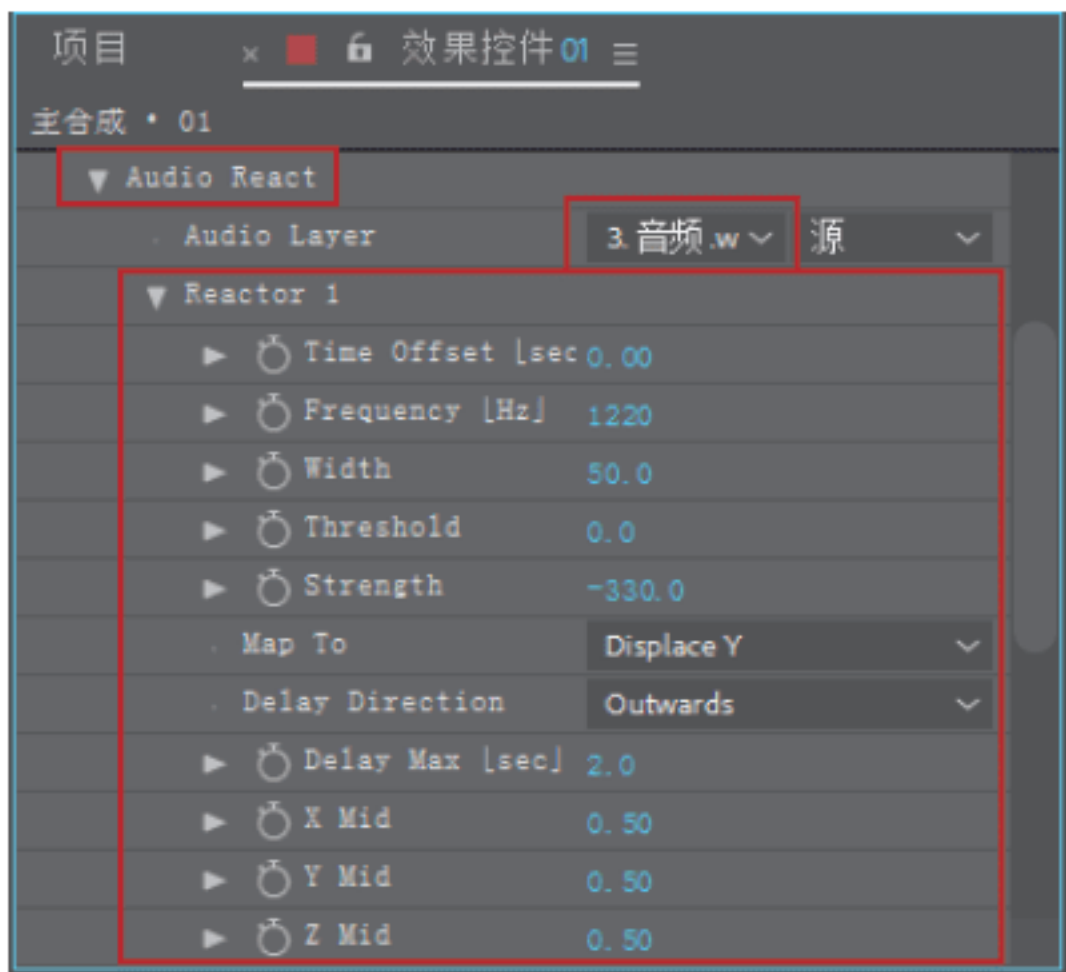 项目 × 效果控件 01 ≡
主合成 • 01
Audio React
Audio Layer 3. 音频.w 源
Reactor 1
Time Offset [sec 0.00
Frequency [Hz] 1220
Width 50.0
Threshold 0.0
Strength -330.0
Map To Displace Y
Delay Direction Outwards
Delay Max [sec] 2.0
X Mid 0.50
Y Mid 0.50
Z Mid 0.50